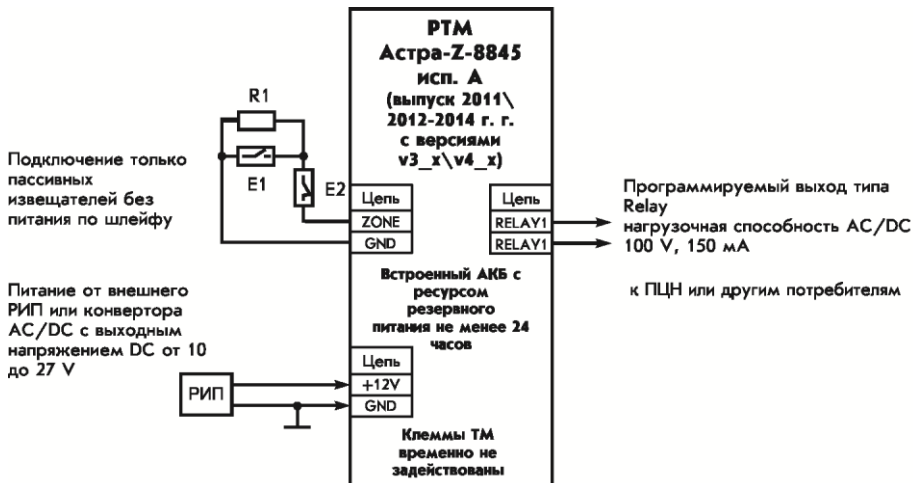 РТМ
Астра-Z-8845
исп. А
(выпуск 2011\
2012-2014 г. г.
с версиями
v3_x\v4_x)
R1
E1
E2
Подключение только
пассивных
извещателей без
питания по шлейфу
Цепь
ZONE
GND
Цепь
RELAY1
RELAY1
Программируемый выход типа
Relay
нагрузочная способность AC/DC
100 V, 150 мА
к ПЦН или другим потребителям
Встроенный АКБ с
ресурсом
резервного
питания не менее 24
часов
Питание от внешнего
РИП или конвертора
AC/DC с выходным
напряжением DC от 10
до 27 V
РИП
Цепь
+12V
GND
Клеммы ТМ
временно не
задействованы